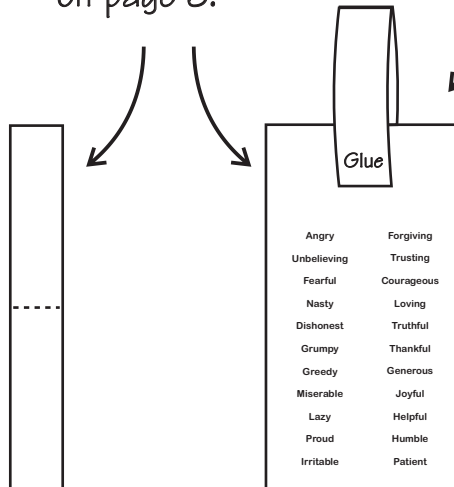 on page 3.
Glue
Angry Forgiving
Unbelieving Trusting
Fearful Courageous
Nasty Loving
Dishonest Truthful
Grumpy Thankful
Greedy Generous
Miserable Joyful
Lazy Helpful
Proud Humble
Irritable Patient